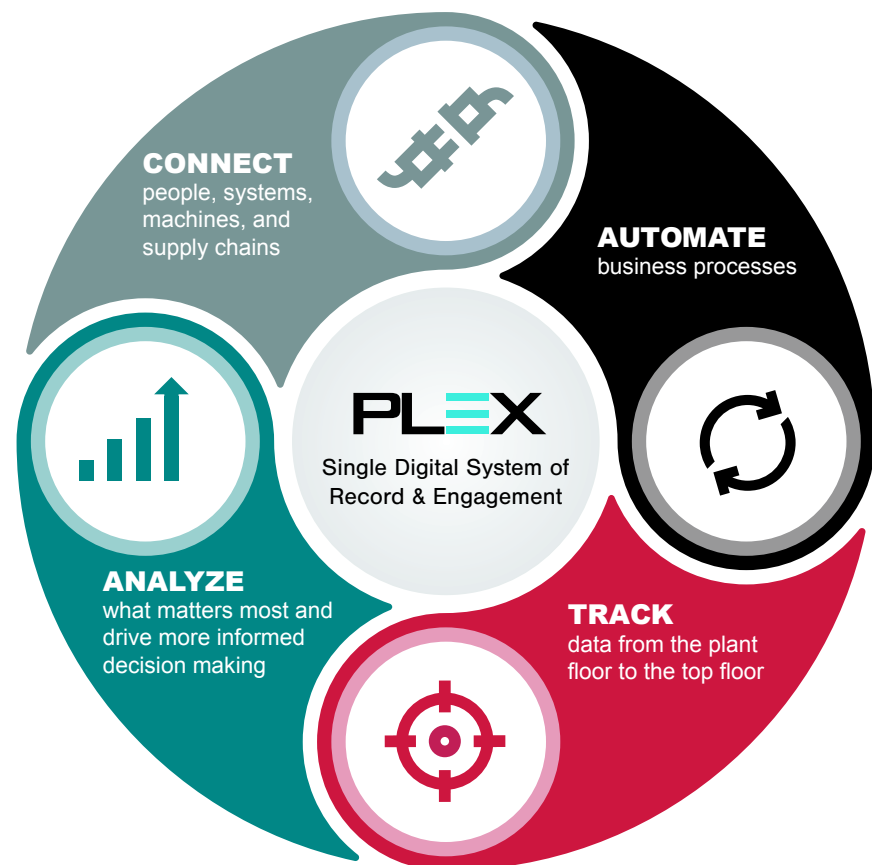 CONNECT
people, systems,
machines, and
supply chains
AUTOMATE
business processes
PLEX
Single Digital System of
Record & Engagement
ANALYZE
what matters most and
drive more informed
decision making
TRACK
data from the plant
floor to the top floor